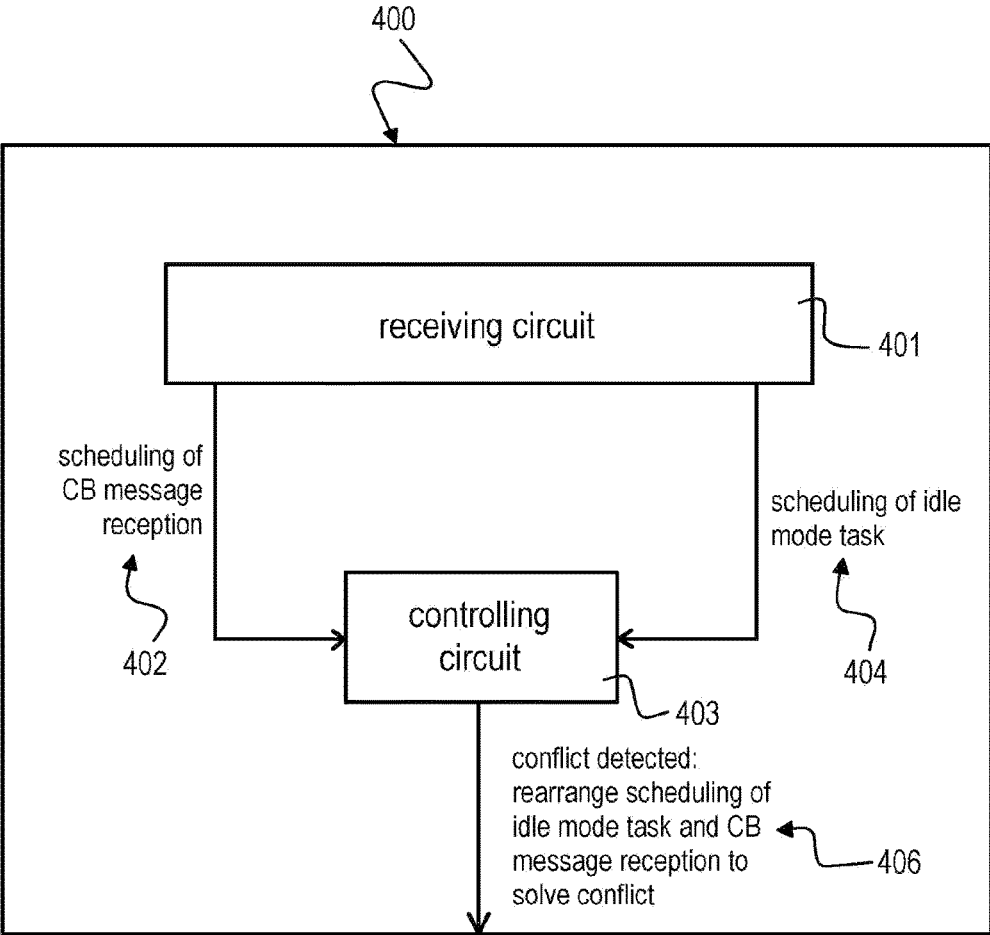 400
receiving circuit
401
scheduling of
CB message
reception
402
scheduling of idle
mode task
404
controlling
circuit
403
conflict detected:
rearrange scheduling of
idle mode task and CB
message reception to
solve conflict
406